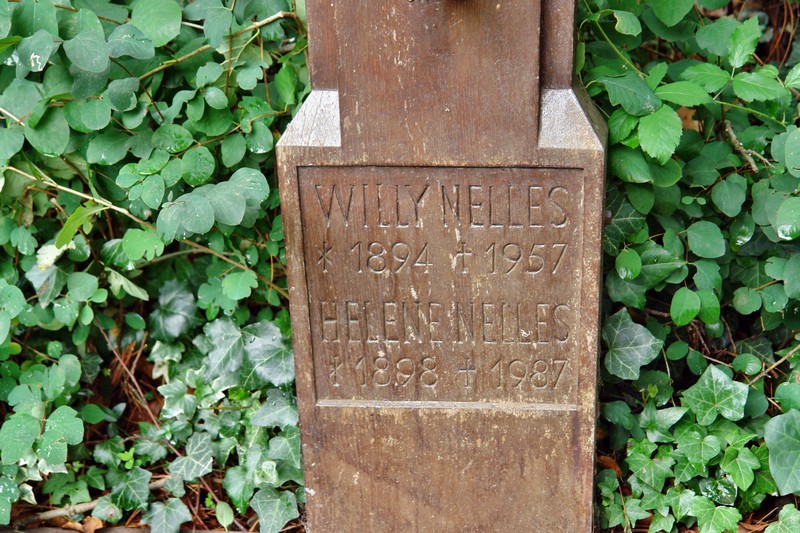 WILLY NELLES
* 1894 ✝ 1957
HELENE NELLES
* 1898 ✝ 1987